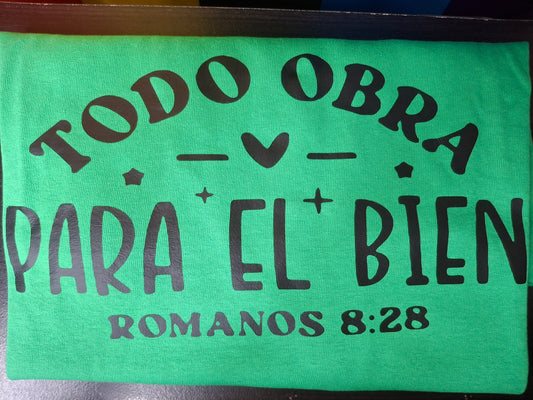 TODO OBRA
PARA EL BIEN
ROMANOS 8:28